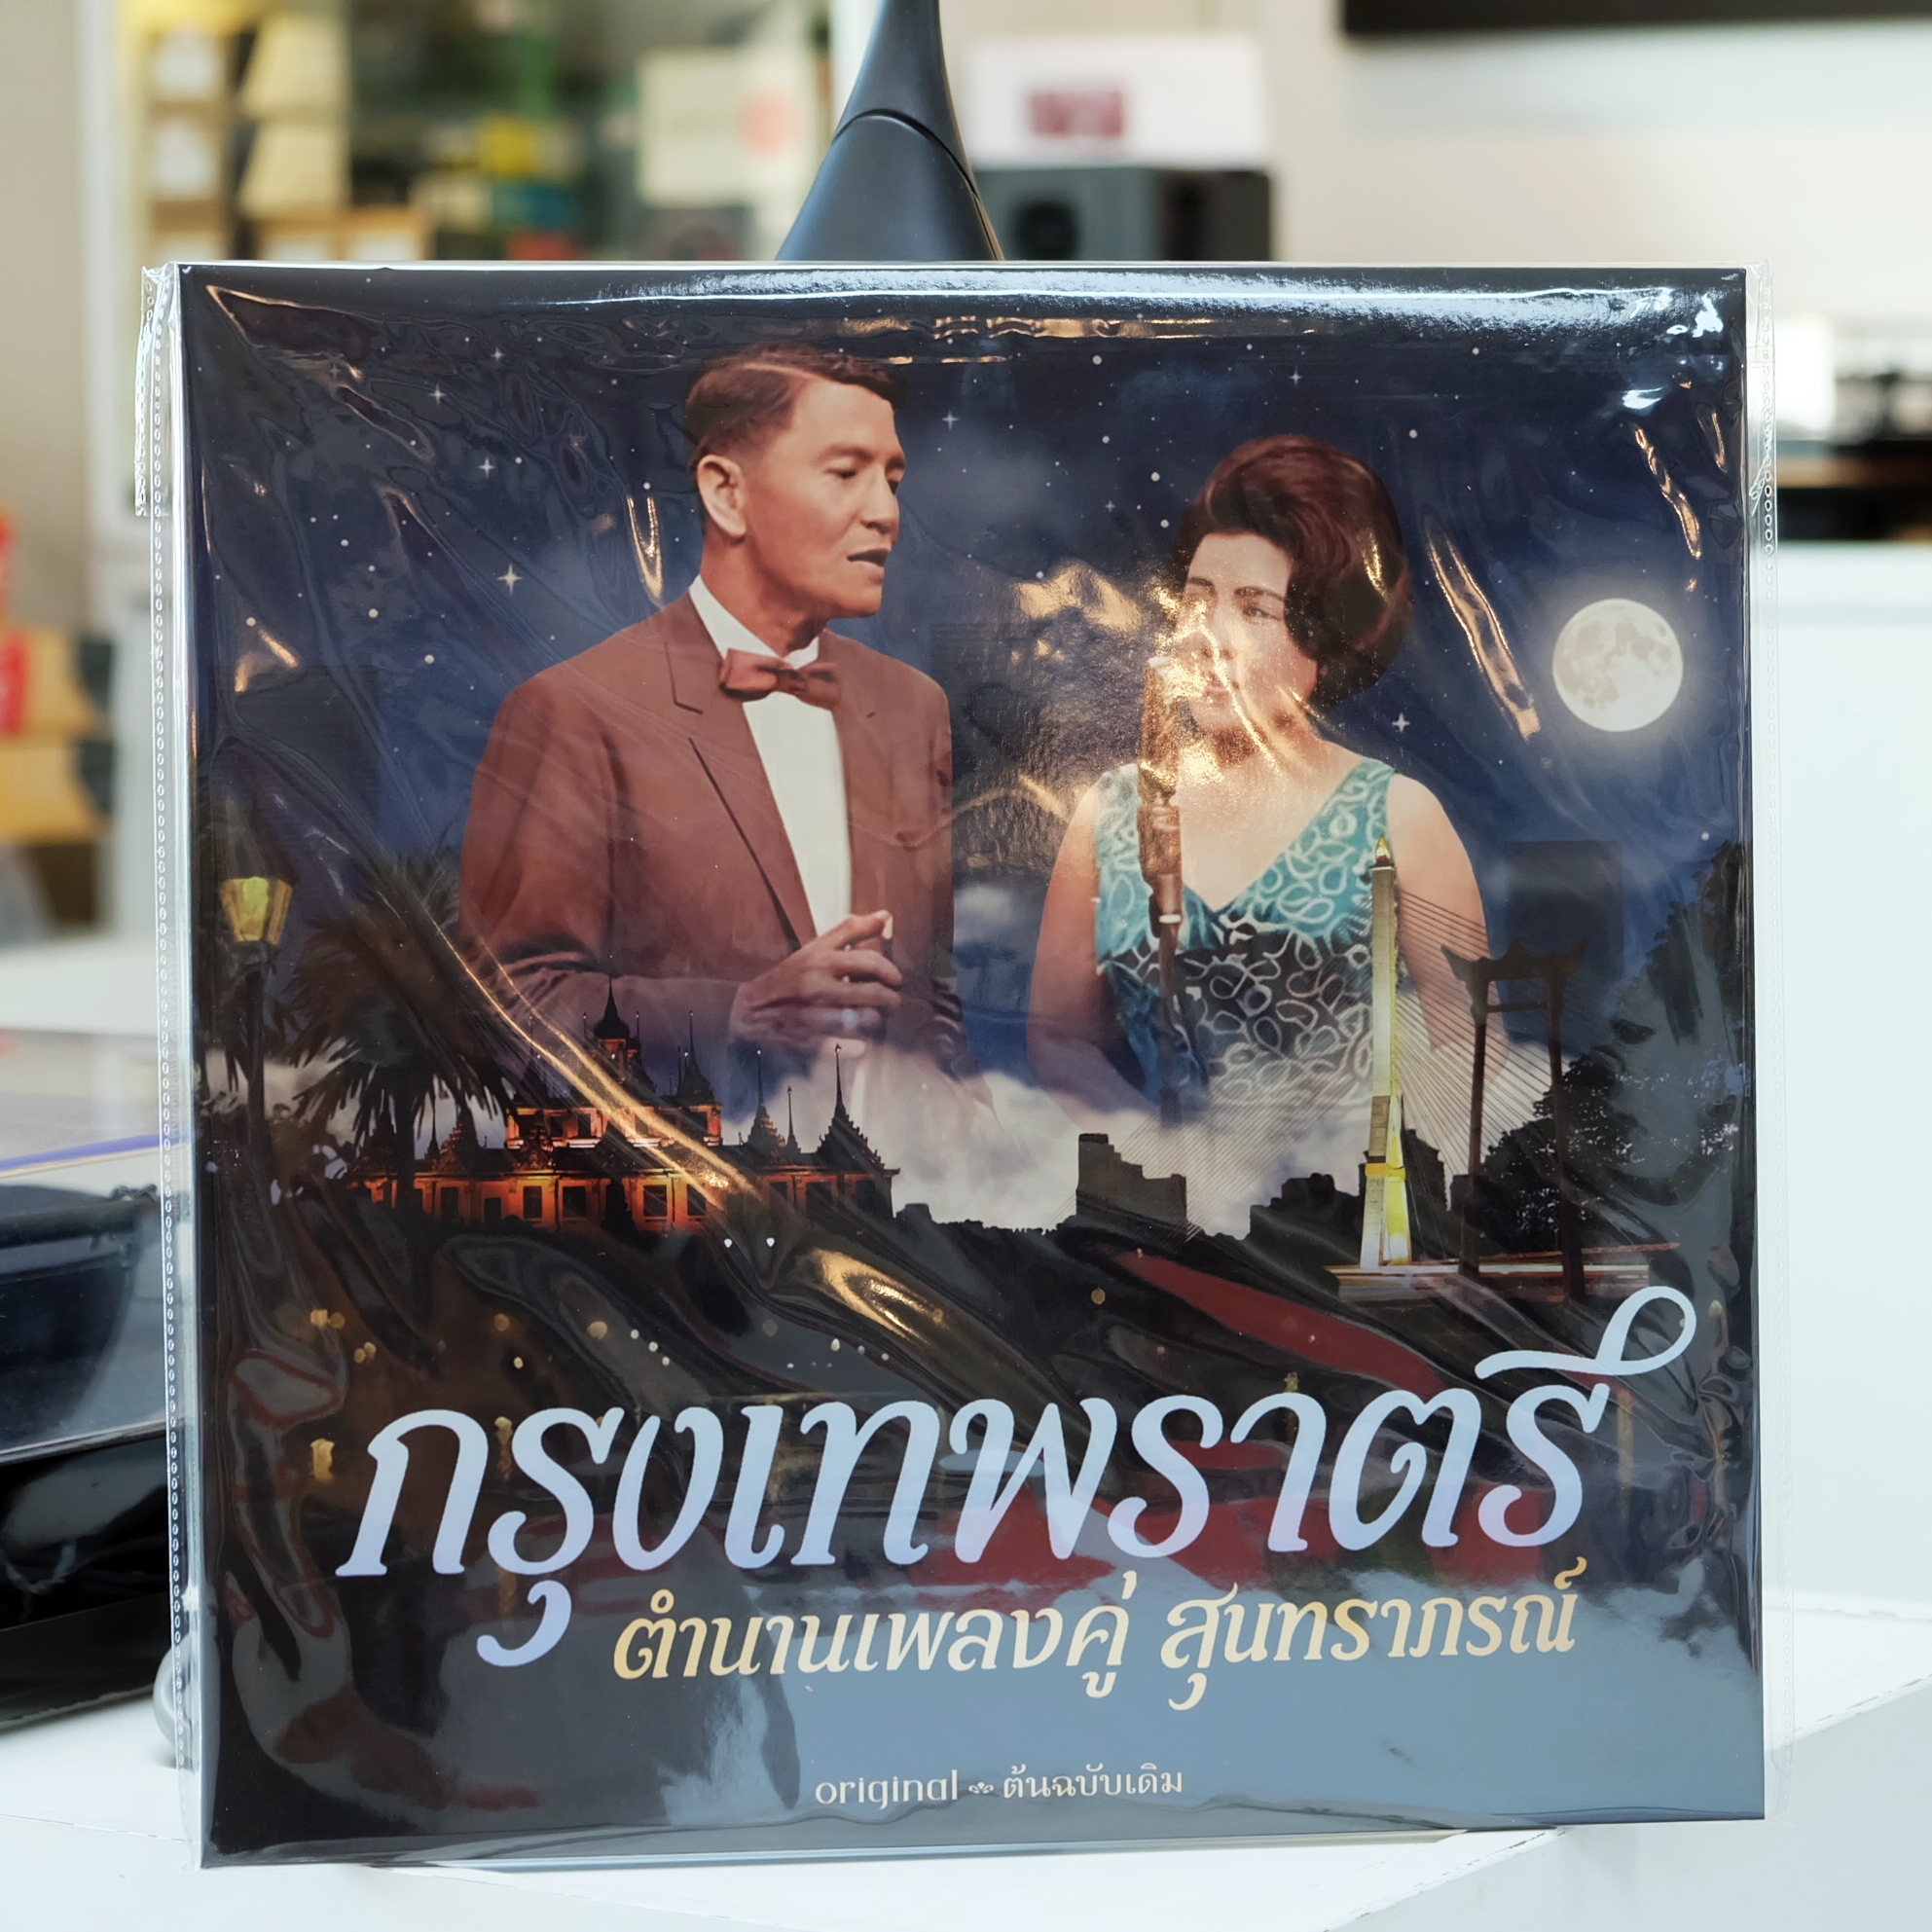 กรุงเทพราตรี
ตำนานเพลงคู่ สุนทราภรณ์
original ต้นฉบับเดิม